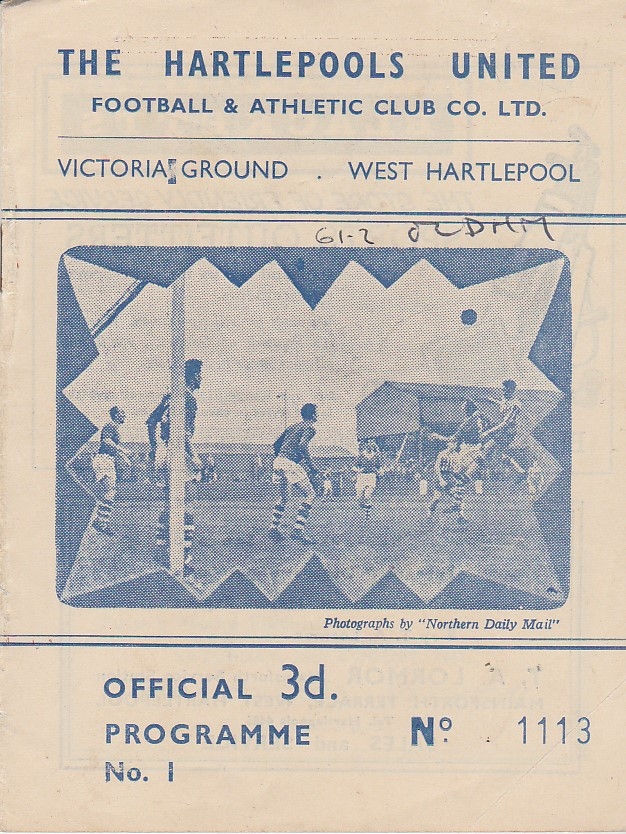 THE HARTLEPOOLS UNITED
FOOTBALL & ATHLETIC CLUB CO. LTD.
VICTORIA GROUND . WEST HARTLEPOOL
61-2 OLDHM
Photographs by "Northern Daily Mail"
OFFICIAL 3d.
PROGRAMME Nº 1113
No. 1